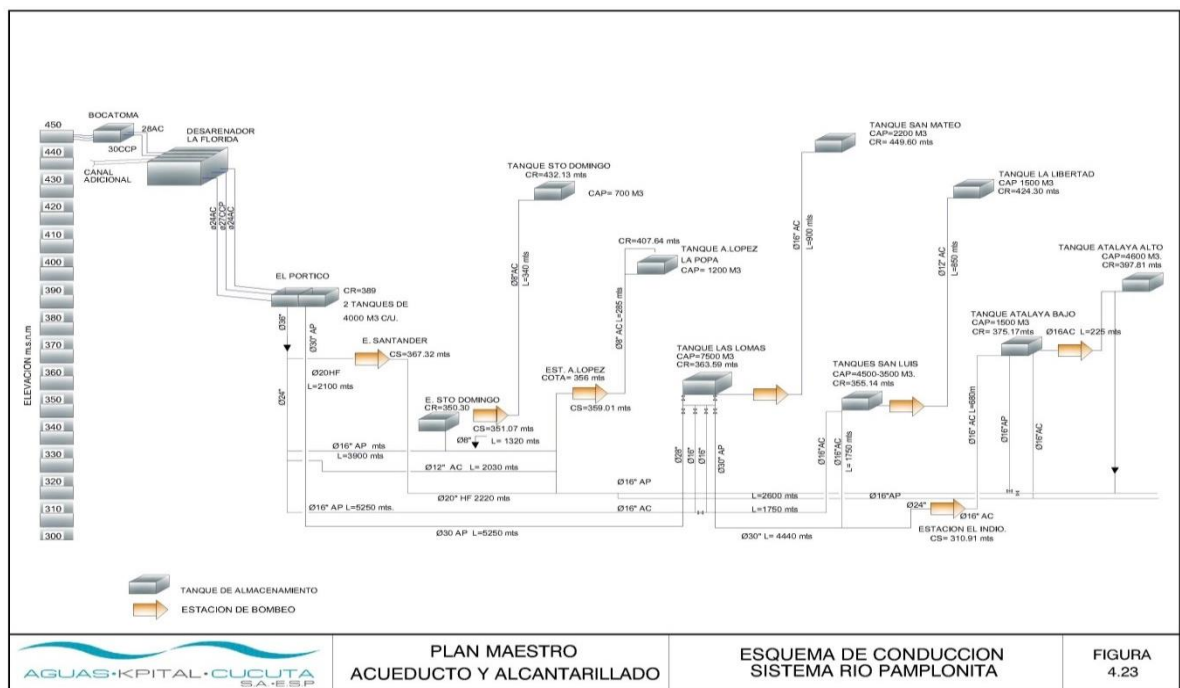 ELEVACION m.s.n.m
450
440
430
420
410
400
390
380
370
360
350
340
330
320
310
300
BOCATOMA
28AC
30CCP
CANAL
ADICIONAL
DESARENADOR
LA FLORIDA
ø24AC
ø27CCP
ø24AC
EL PORTICO
CR=389
2 TANQUES DE
4000 M3 C/U.
Ø36"
Ø30" AP
Ø24"
E. SANTANDER
CS=367.32 mts
Ø20HF
L=2100 mts
E. STO DOMINGO
CR=350.30
CS=351.07 mts
Ø6"
L= 1320 mts
Ø16" AP mts
L=3900 mts
Ø12" AC L= 2030 mts
Ø20" HF 2220 mts
Ø16" AP L=5250 mts.
Ø30 AP L=5250 mts
TANQUE STO DOMINGO
CR=432.13 mts
CAP= 700 M3
Ø8"AC
L=340 mts
CR=407.64 mts
TANQUE A.LOPEZ
LA POPA
CAP= 1200 M3
Ø8" AC L=285 mts
EST. A.LOPEZ
COTA= 356 mts
CS=359.01 mts
TANQUE LAS LOMAS
CAP=7500 M3
CR=363.59 mts
Ø28"
Ø16"
Ø16"
Ø30" AP
Ø16" AP
Ø16" AC
L=2600 mts
L=1750 mts
Ø30" L= 4440 mts
TANQUE SAN MATEO
CAP=2200 M3
CR= 449.60 mts
Ø16" AC
L=900 mts
TANQUES SAN LUIS
CAP=4500-3500 M3.
CR=355.14 mts
Ø16"AC
Ø16"AC
L= 1750 mts
TANQUE LA LIBERTAD
CAP 1500 M3
CR=424.30 mts
Ø12" AC
L=850 mts
Ø16"AP
Ø24"
Ø16" AC
ESTACION EL INDIO.
CS= 310.91 mts
Ø16" AC L=680m
TANQUE ATALAYA BAJO
CAP=1500 M3
CR= 375.17mts
Ø16AC L=225 mts
Ø16"AP
Ø16"AC
TANQUE ATALAYA ALTO
CAP=4600 M3.
CR=397.81 mts
TANQUE DE ALMACENAMIENTO
ESTACION DE BOMBEO
AGUAS•KPITAL•CUCUTA
S.A.•E.S.P
PLAN MAESTRO
ACUEDUCTO Y ALCANTARILLADO
ESQUEMA DE CONDUCCION
SISTEMA RIO PAMPLONITA
FIGURA
4.23